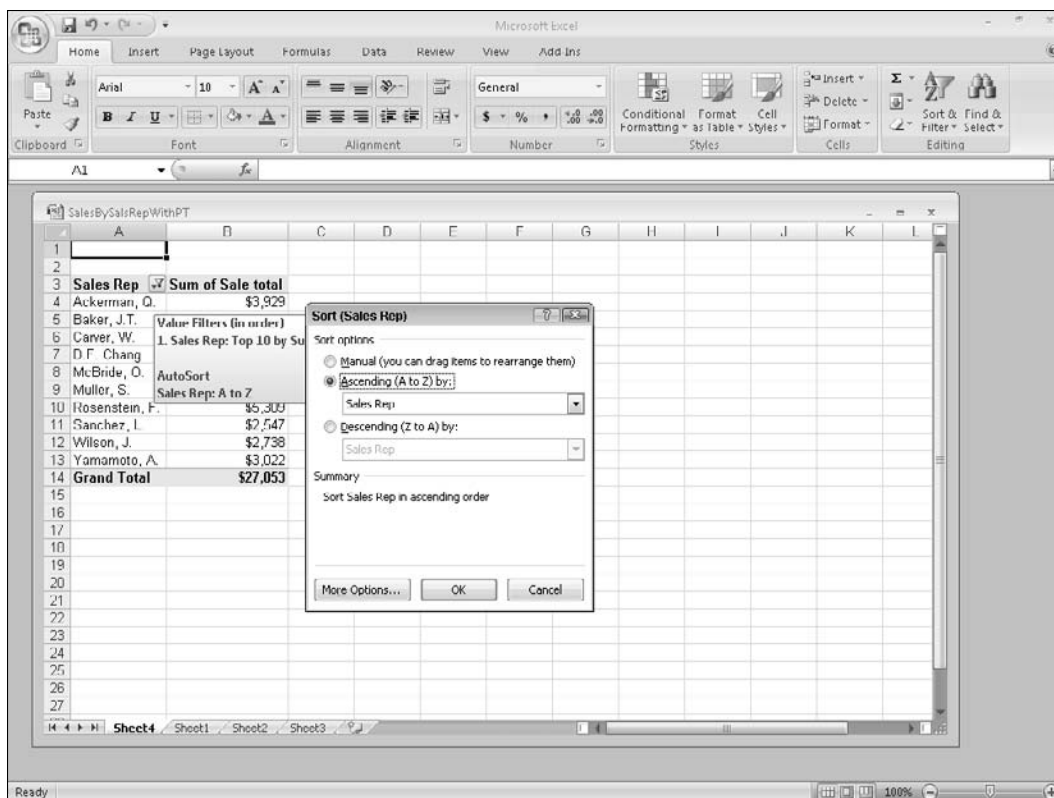 Microsoft Excel
Home Insert Page Layout Formulas Data Review View Add-Ins
Paste
Arial 10
B I U
General
$ % ,
Conditional Formatting
Format as Table
Cell Styles
Insert
Delete
Format
Σ
Sort & Filter
Find & Select
Clipboard Font Alignment Number Styles Cells Editing
A1 fx
SalesBySalsRepWithPT
A B C D E F G H I J K L
1
2
3 Sales Rep Sum of Sale total
4 Ackerman, Q. $3,929
5 Baker, J.T.
6 Carver, W.
7 D.F. Chang
8 McBride, O.
9 Muller, S.
10 Rosenstein, F. $5,309
11 Sanchez, L. $2,547
12 Wilson, J. $2,738
13 Yamamoto, A. $3,022
14 Grand Total $27,053
15
16
17
18
19
20
21
22
23
24
25
26
27
Value Filters (in order)
1. Sales Rep: Top 10 by Su
AutoSort
Sales Rep: A to Z
Sort (Sales Rep)
Sort options
Manual (you can drag items to rearrange them)
Ascending (A to Z) by:
Sales Rep
Descending (Z to A) by:
Sales Rep
Summary
Sort Sales Rep in ascending order
More Options... OK Cancel
Sheet4 Sheet1 Sheet2 Sheet3
Ready 100%